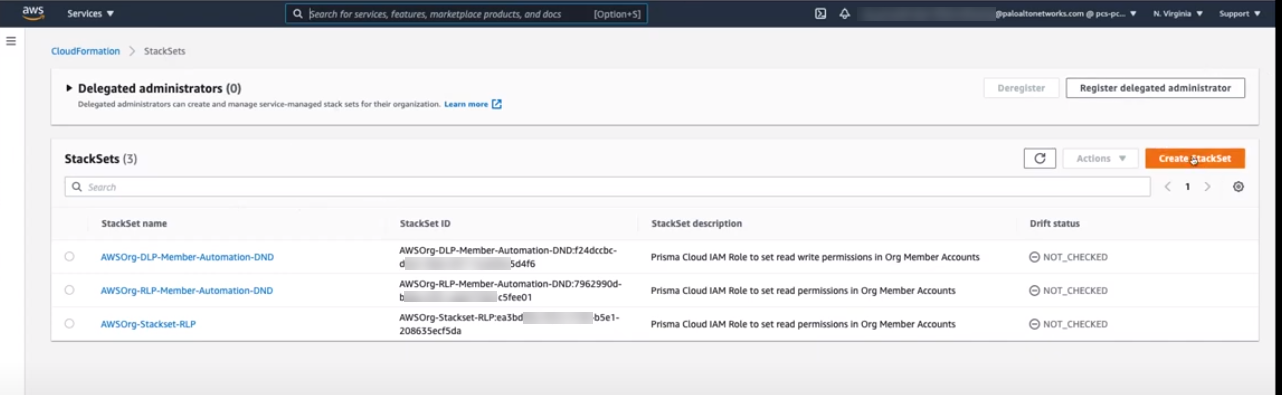 aws Services ▼ Search for services, features, marketplace products, and docs [Option+S] @paloaltonetworks.com @ pcs-pc... ▼ N. Virginia ▼ Support ▼
CloudFormation > StackSets
Delegated administrators (0)
Deregister Register delegated administrator
Delegated administrators can create and manage service-managed stack sets for their organization. Learn more
StackSets (3)
Actions ▼ Create StackSet
Search
< 1 >
StackSet name StackSet ID StackSet description Drift status
AWSOrg-DLP-Member-Automation-DND AWSOrg-DLP-Member-Automation-DND:f24dccbc- Prisma Cloud IAM Role to set read write permissions in Org Member Accounts NOT_CHECKED
d 5d4f6
AWSOrg-RLP-Member-Automation-DND AWSOrg-RLP-Member-Automation-DND:7962990d- Prisma Cloud IAM Role to set read permissions in Org Member Accounts NOT_CHECKED
b c5fee01
AWSOrg-Stackset-RLP AWSOrg-Stackset-RLP:ea3bd b5e1- Prisma Cloud IAM Role to set read permissions in Org Member Accounts NOT_CHECKED
208635ecf5da